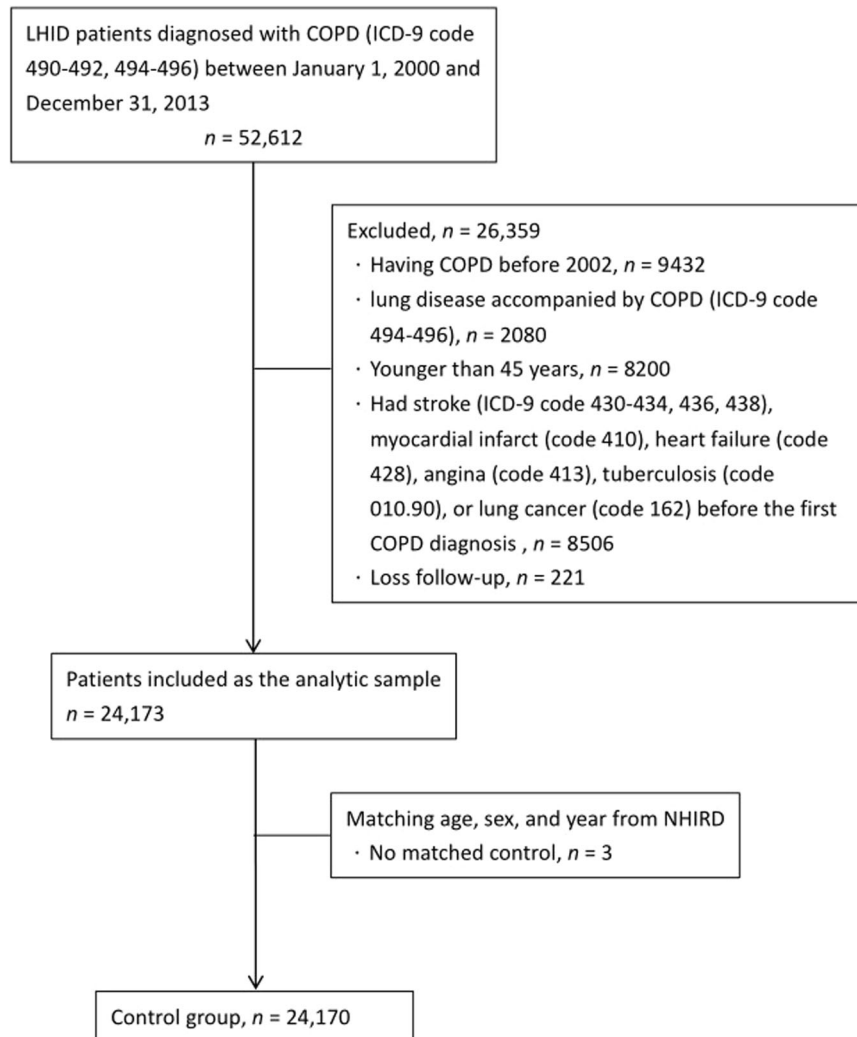 LHID patients diagnosed with COPD (ICD-9 code
490-492, 494-496) between January 1, 2000 and
December 31, 2013
n = 52,612
Excluded, n = 26,359
· Having COPD before 2002, n = 9432
· lung disease accompanied by COPD (ICD-9 code
494-496), n = 2080
· Younger than 45 years, n = 8200
· Had stroke (ICD-9 code 430-434, 436, 438),
myocardial infarct (code 410), heart failure (code
428), angina (code 413), tuberculosis (code
010.90), or lung cancer (code 162) before the first
COPD diagnosis , n = 8506
· Loss follow-up, n = 221
Patients included as the analytic sample
n = 24,173
Matching age, sex, and year from NHIRD
· No matched control, n = 3
Control group, n = 24,170